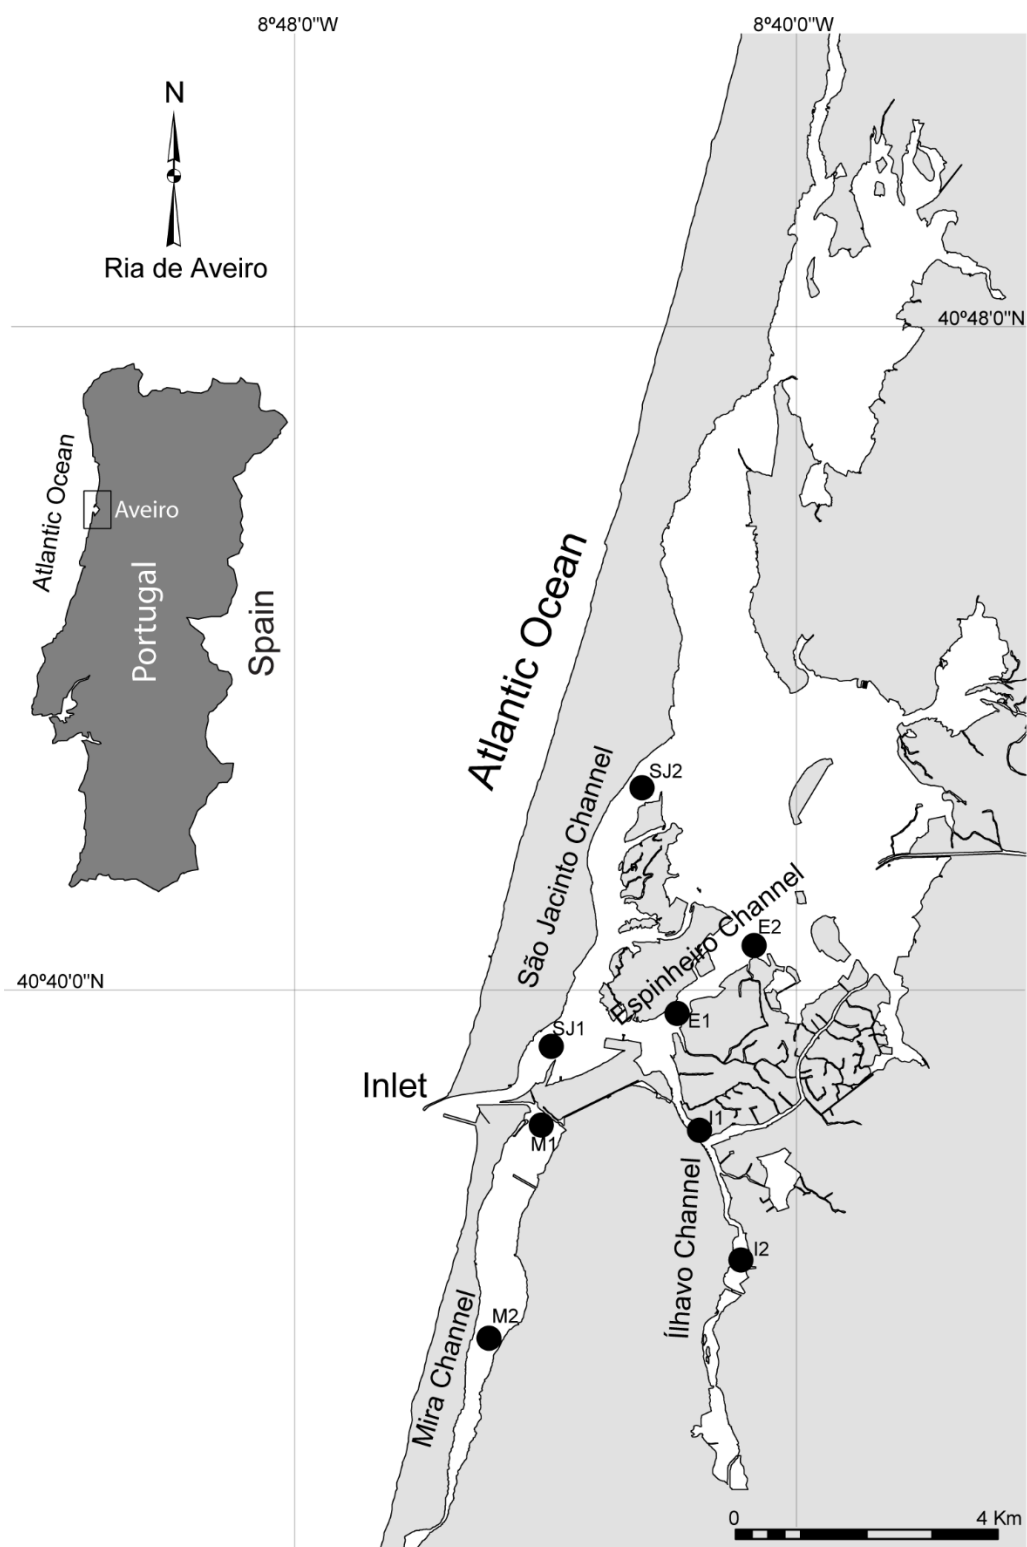 8º48'0"W
8º40'0"W
N
Ria de Aveiro
40º48'0"N
Atlantic Ocean
Aveiro
Portugal
Spain
Atlantic Ocean
São Jacinto Channel
SJ2
Espinheiro Channel
E2
40º40'0"N
E1
SJ1
Inlet
I1
M1
Ílhavo Channel
I2
Mira Channel
M2
0
4 Km